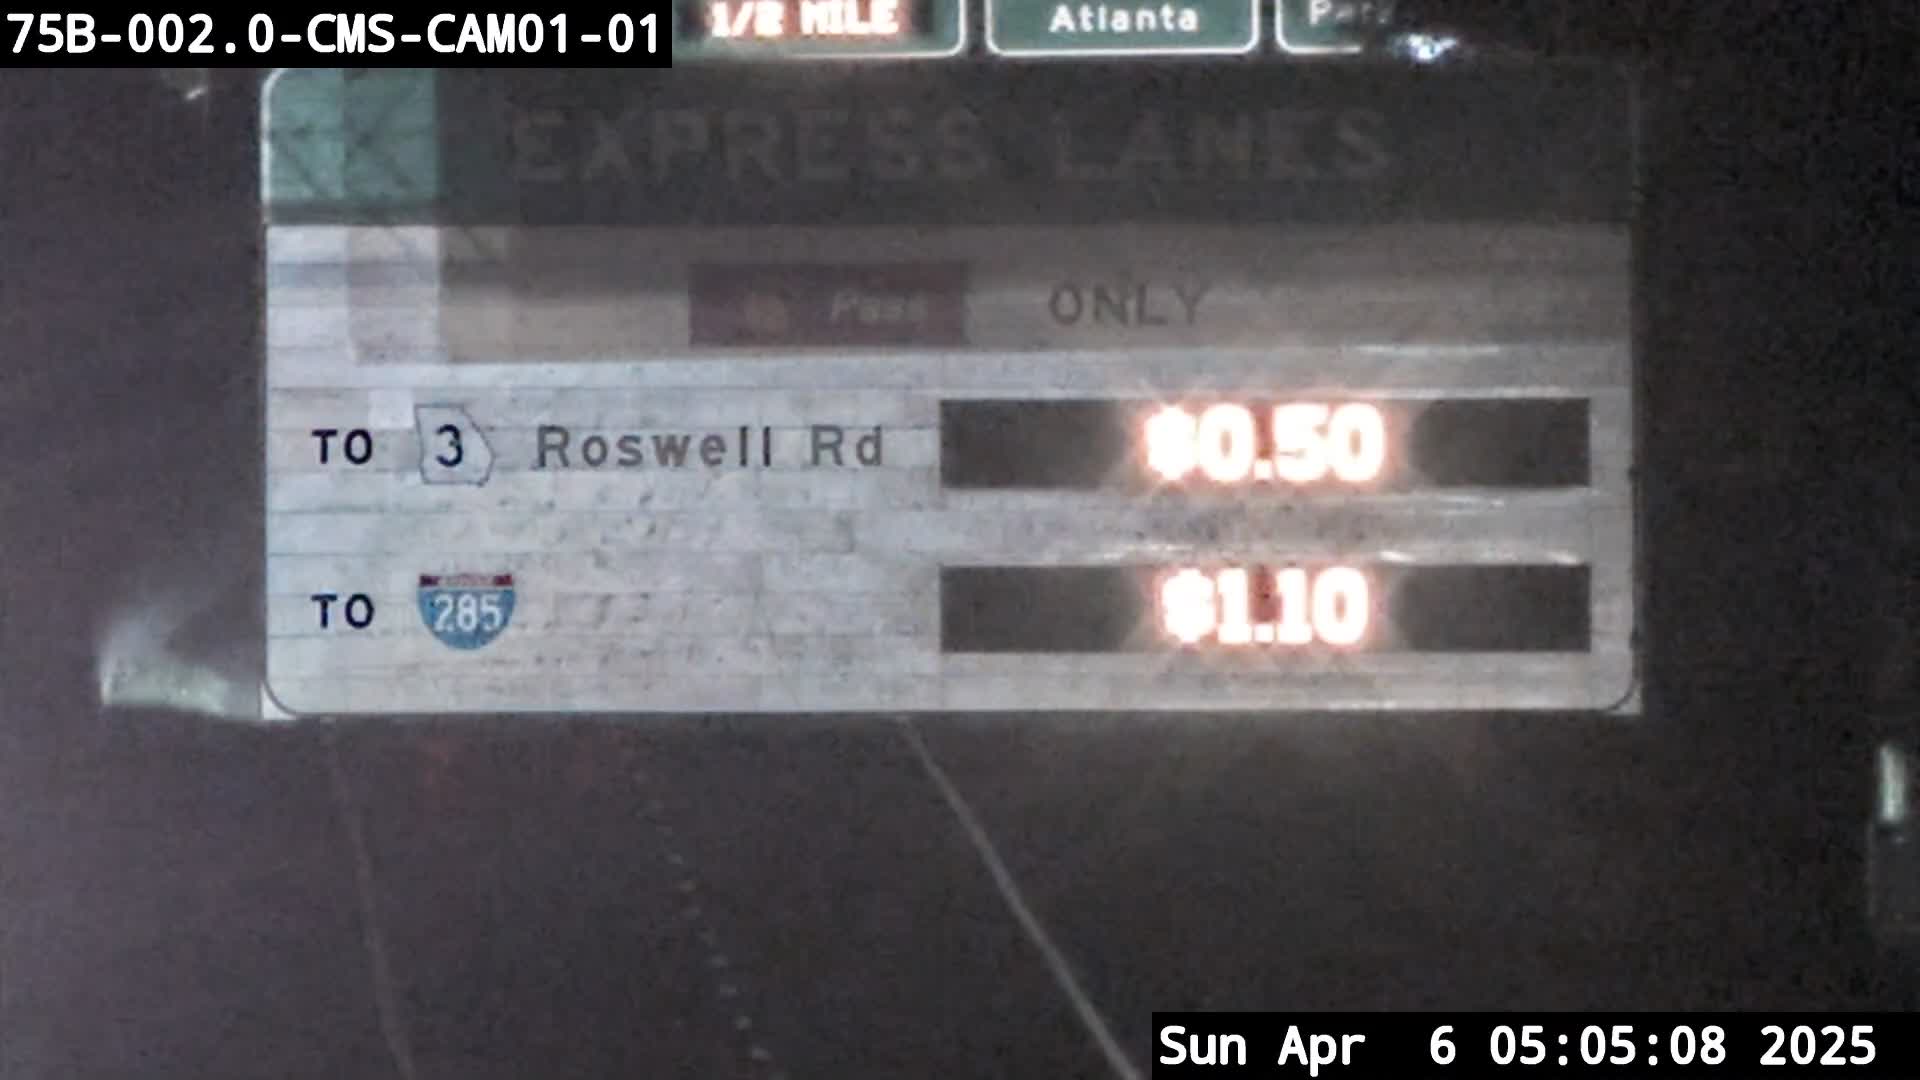 75B-002.0-CMS-CAM01-01
1/2 MILE
Atlanta
EXPRESS LANES
Pass ONLY
TO 3 Roswell Rd $0.50
TO 285 $1.10
Sun Apr 6 05:05:08 2025